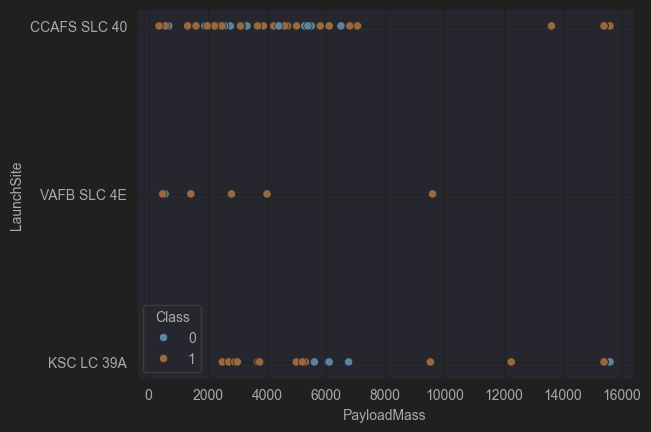 CCAFS SLC 40
VAFB SLC 4E
KSC LC 39A
LaunchSite
Class
0
1
0 2000 4000 6000 8000 10000 12000 14000 16000
PayloadMass